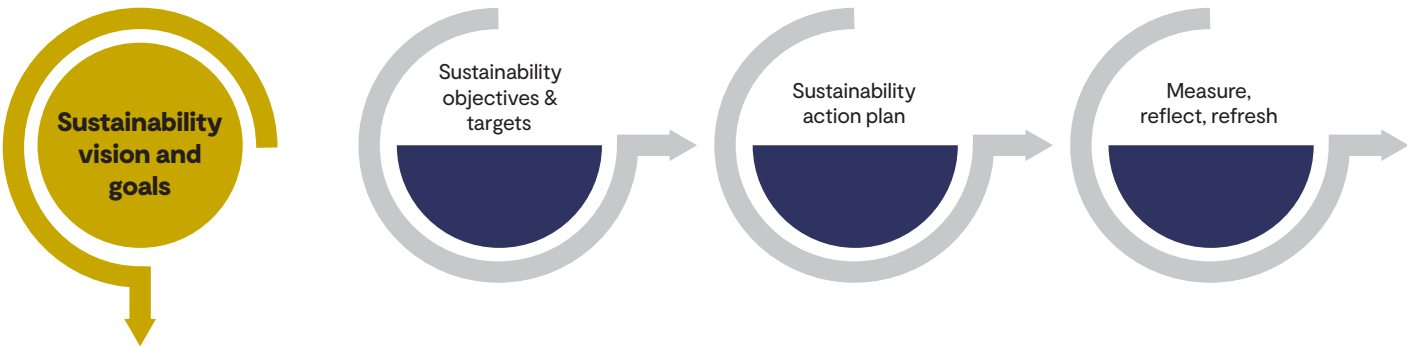 Sustainability
vision and
goals
Sustainability
objectives &
targets
Sustainability
action plan
Measure,
reflect, refresh